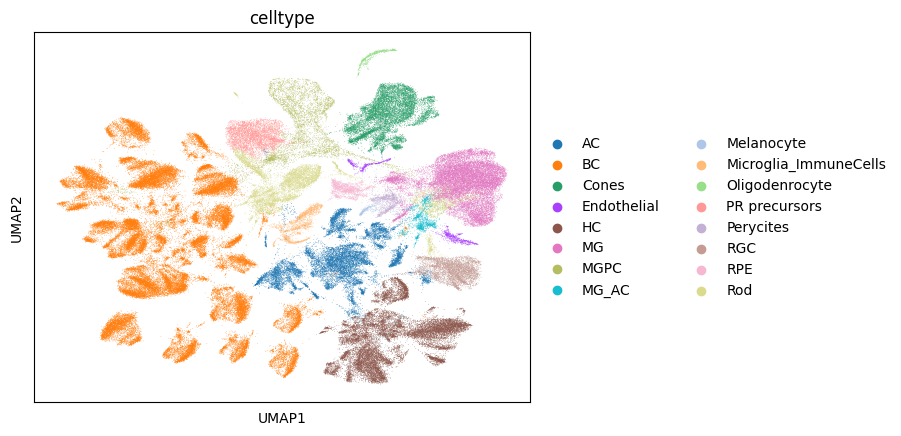 celltype
UMAP2
UMAP1
AC
BC
Cones
Endothelial
HC
MG
MGPC
MG_AC
Melanocyte
Microglia_ImmuneCells
Oligodenrocyte
PR precursors
Perycites
RGC
RPE
Rod